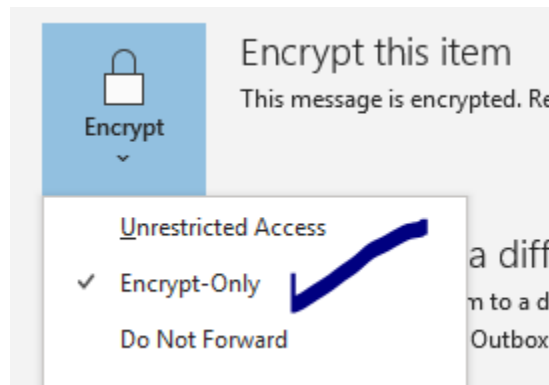 Encrypt this item
This message is encrypted. Re
Encrypt
Unrestricted Access
Encrypt-Only
Do Not Forward
a diff
m to a d
Outbox